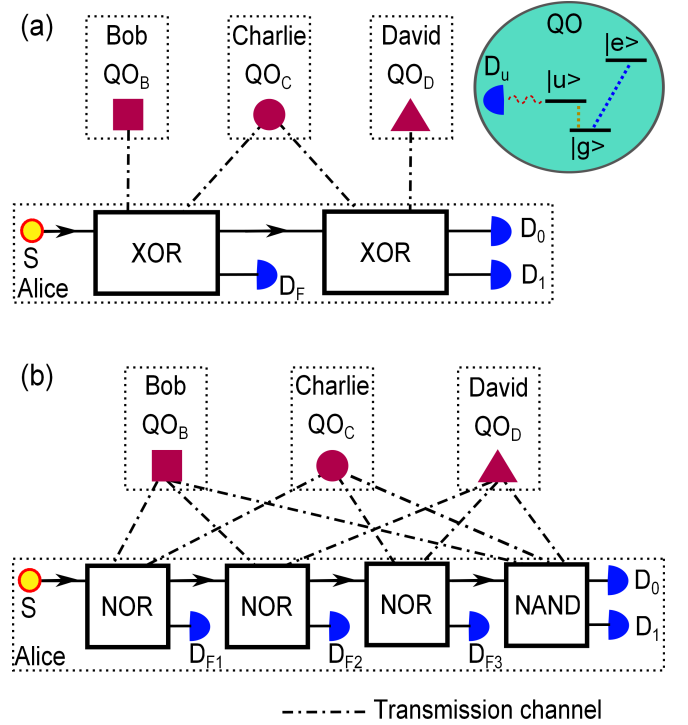 (a)
Bob
QO_B
Charlie
QO_C
David
QO_D
QO
D_u
|u>
|e>
|g>
XOR
XOR
S
Alice
D_F
D_0
D_1
(b)
Bob
QO_B
Charlie
QO_C
David
QO_D
NOR
NOR
NOR
NAND
S
Alice
D_F1
D_F2
D_F3
D_0
D_1
Transmission channel